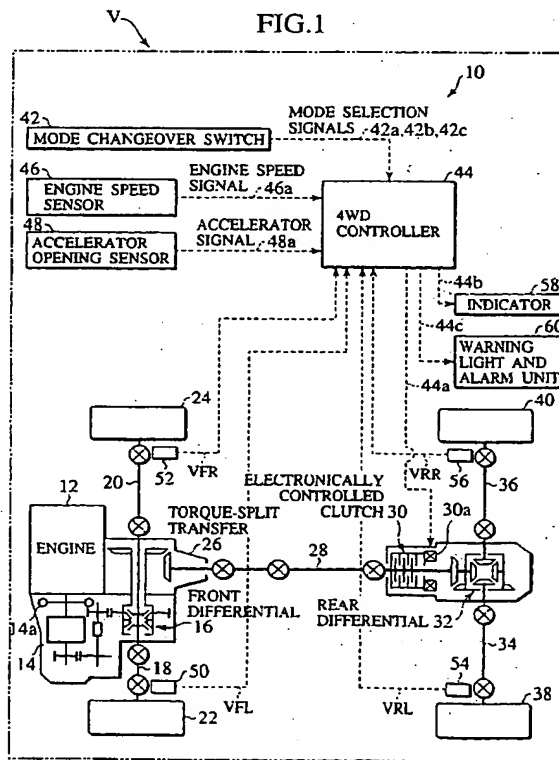 FIG.1
V
10
42
MODE CHANGEOVER SWITCH
MODE SELECTION
SIGNALS 42a, 42b, 42c
46
ENGINE SPEED
SENSOR
ENGINE SPEED
SIGNAL 46a
48
ACCELERATOR
OPENING SENSOR
ACCELERATOR
SIGNAL 48a
44
4WD
CONTROLLER
44b
58
INDICATOR
44c
60
WARNING
LIGHT AND
ALARM UNIT
44a
24
40
52
VFR
VRR
56
20
36
12
ENGINE
TORQUE-SPLIT
TRANSFER
26
28
ELECTRONICALLY
CONTROLLED
CLUTCH
30
30a
FRONT DIFFERENTIAL
16
REAR
DIFFERENTIAL 32
14a
14
18
50
34
54
22
VFL
VRL
38